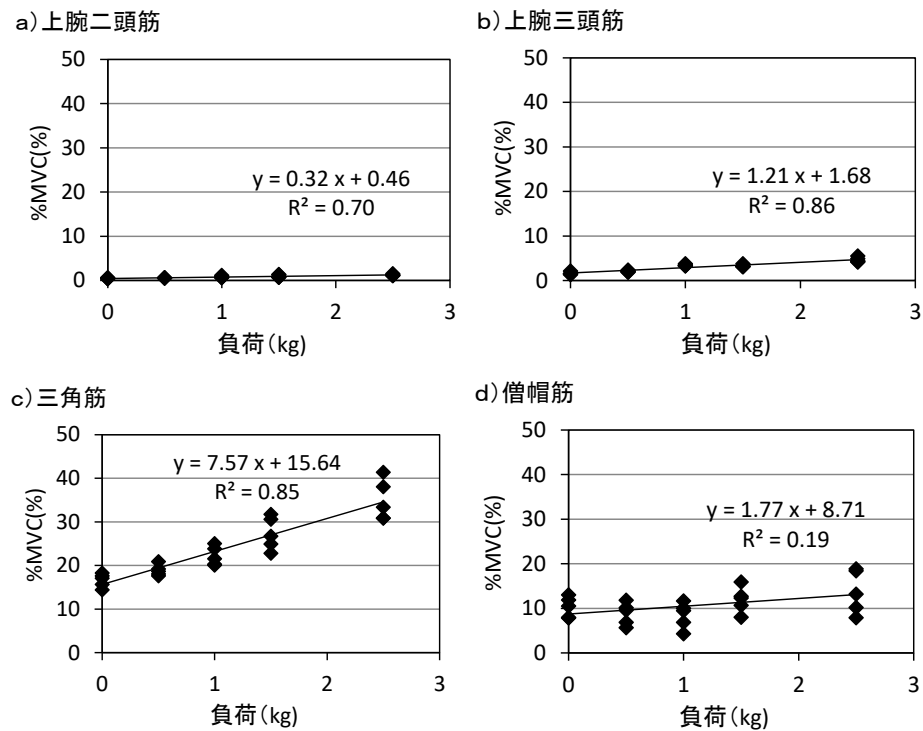 a）上腕二頭筋
50
40
30
20
10
0
%MVC(%)
y = 0.32 x + 0.46
R² = 0.70
0 1 2 3
負荷（kg）
b）上腕三頭筋
50
40
30
20
10
0
%MVC(%)
y = 1.21 x + 1.68
R² = 0.86
0 1 2 3
負荷（kg）
c）三角筋
50
40
30
20
10
0
%MVC(%)
y = 7.57 x + 15.64
R² = 0.85
0 1 2 3
負荷（kg）
d）僧帽筋
50
40
30
20
10
0
%MVC(%)
y = 1.77 x + 8.71
R² = 0.19
0 1 2 3
負荷（kg）